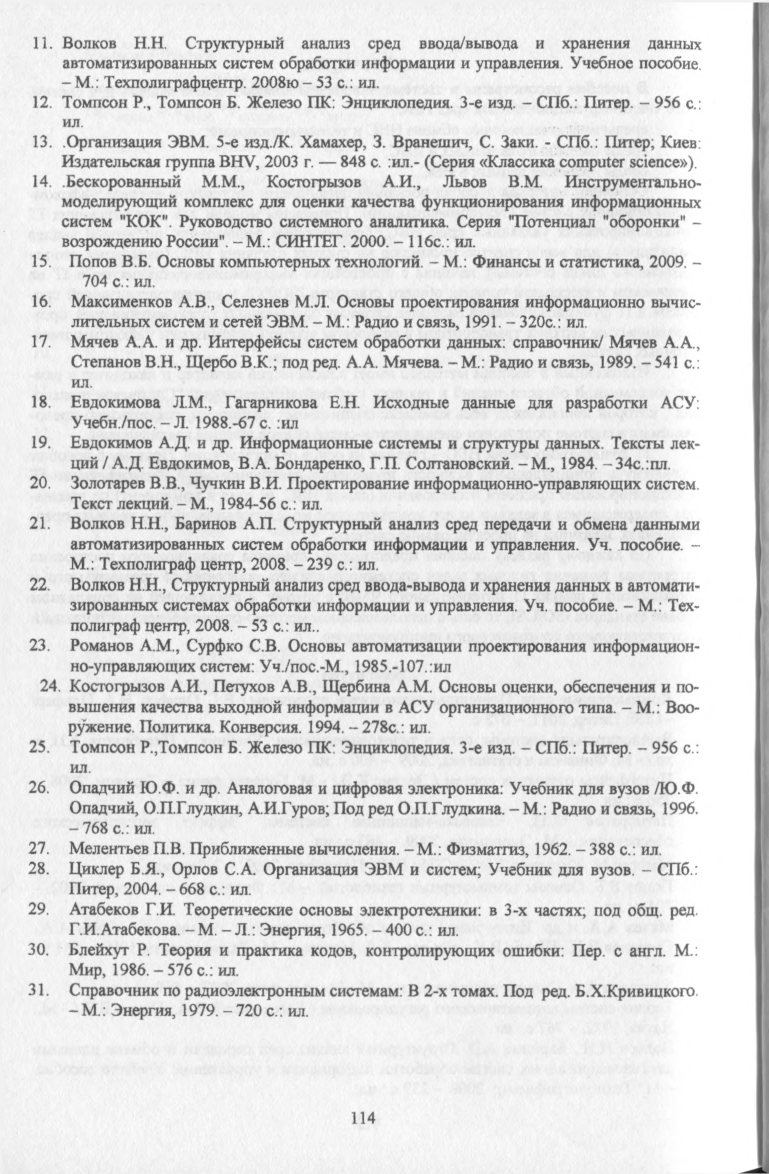 11. Волков Н.Н. Структурный анализ сред ввода/вывода и хранения данных
автоматизированных систем обработки информации и управления. Учебное пособие.
– М.: Техполиграфцентр. 2008ю – 53 с.: ил.
12. Томпсон Р., Томпсон Б. Железо ПК: Энциклопедия. 3-е изд. – СПб.: Питер. – 956 с.:
ил.
13. .Организация ЭВМ. 5-е изд./К. Хамахер, З. Вранешич, С. Заки. - СПб.: Питер; Киев:
Издательская группа BHV, 2003 г. — 848 с. :ил.- (Серия «Классика computer science»).
14. .Бескорованный М.М., Костогрызов А.И., Львов В.М. Инструментально-
моделирующий комплекс для оценки качества функционирования информационных
систем "КОК". Руководство системного аналитика. Серия "Потенциал "оборонки" –
возрождению России". – М.: СИНТЕГ. 2000. – 116с.: ил.
15. Попов В.Б. Основы компьютерных технологий. – М.: Финансы и статистика, 2009. –
704 с.: ил.
16. Максименков А.В., Селезнев М.Л. Основы проектирования информационно вычис-
лительных систем и сетей ЭВМ. – М.: Радио и связь, 1991. – 320с.: ил.
17. Мячев А.А. и др. Интерфейсы систем обработки данных: справочник/ Мячев А.А.,
Степанов В.Н., Щербо В.К.; под ред. А.А. Мячева. – М.: Радио и связь, 1989. – 541 с.:
ил.
18. Евдокимова Л.М., Гагарникова Е.Н. Исходные данные для разработки АСУ:
Учебн./пос. – Л. 1988.-67 с. :ил
19. Евдокимов А.Д. и др. Информационные системы и структуры данных. Тексты лек-
ций / А.Д. Евдокимов, В.А. Бондаренко, Г.П. Солтановский. – М., 1984. – 34с.:пл.
20. Золотарев В.В., Чучкин В.И. Проектирование информационно-управляющих систем.
Текст лекций. – М., 1984-56 с.: ил.
21. Волков Н.Н., Баринов А.П. Структурный анализ сред передачи и обмена данными
автоматизированных систем обработки информации и управления. Уч. пособие. –
М.: Техполиграф центр, 2008. – 239 с.: ил.
22. Волков Н.Н., Структурный анализ сред ввода-вывода и хранения данных в автомати-
зированных системах обработки информации и управления. Уч. пособие. – М.: Тех-
полиграф центр, 2008. – 53 с.: ил..
23. Романов А.М., Сурфко С.В. Основы автоматизации проектирования информацион-
но-управляющих систем: Уч./пос.-М., 1985.-107.:ил
24. Костогрызов А.И., Петухов А.В., Щербина А.М. Основы оценки, обеспечения и по-
вышения качества выходной информации в АСУ организационного типа. – М.: Воо-
ружение. Политика. Конверсия. 1994. – 278с.: ил.
25. Томпсон Р.,Томпсон Б. Железо ПК: Энциклопедия. 3-е изд. – СПб.: Питер. – 956 с.:
ил.
26. Опадчий Ю.Ф. и др. Аналоговая и цифровая электроника: Учебник для вузов /Ю.Ф.
Опадчий, О.П.Глудкин, А.И.Гуров; Под ред О.П.Глудкина. – М.: Радио и связь, 1996.
– 768 с.: ил.
27. Мелентьев П.В. Приближенные вычисления. – М.: Физматгиз, 1962. – 388 с.: ил.
28. Циклер Б.Я., Орлов С.А. Организация ЭВМ и систем; Учебник для вузов. – СПб.:
Питер, 2004. – 668 с.: ил.
29. Атабеков Г.И. Теоретические основы электротехники: в 3-х частях; под общ. ред.
Г.И.Атабекова. – М. – Л.: Энергия, 1965. – 400 с.: ил.
30. Блейхут Р. Теория и практика кодов, контролирующих ошибки: Пер. с англ. М.:
Мир, 1986. – 576 с.: ил.
31. Справочник по радиоэлектронным системам: В 2-х томах. Под ред. Б.Х.Кривицкого.
– М.: Энергия, 1979. – 720 с.: ил.
114